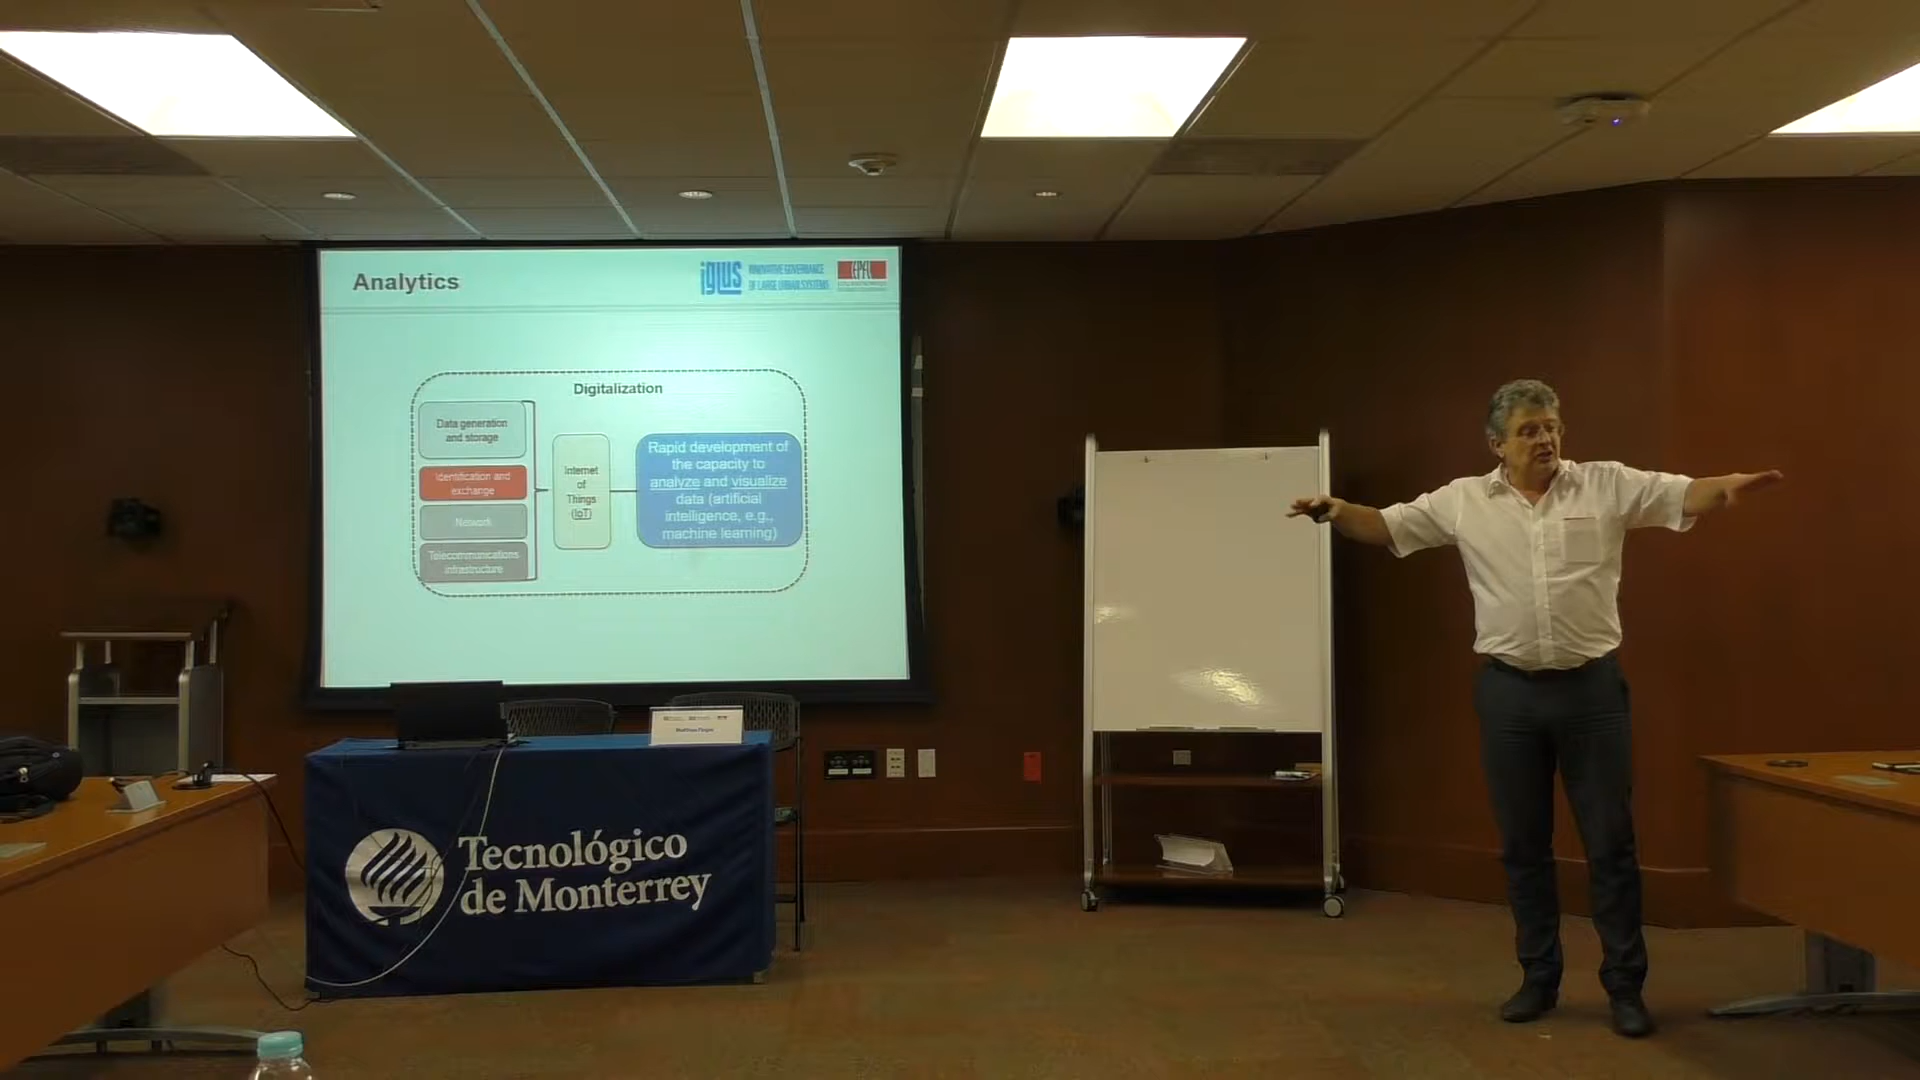 Analytics
iglus
INNOVATIVE GOVERNANCE
OF LARGE URBAN SYSTEMS
EPFL
Digitalization
Data generation
and storage
Identification and
exchange
Network
Telecommunications
infrastructure
Internet
of
Things
(IoT)
Rapid development of
the capacity to
analyze and visualize
data (artificial
intelligence, e.g.,
machine learning)
Matthias Finger
Tecnológico
de Monterrey